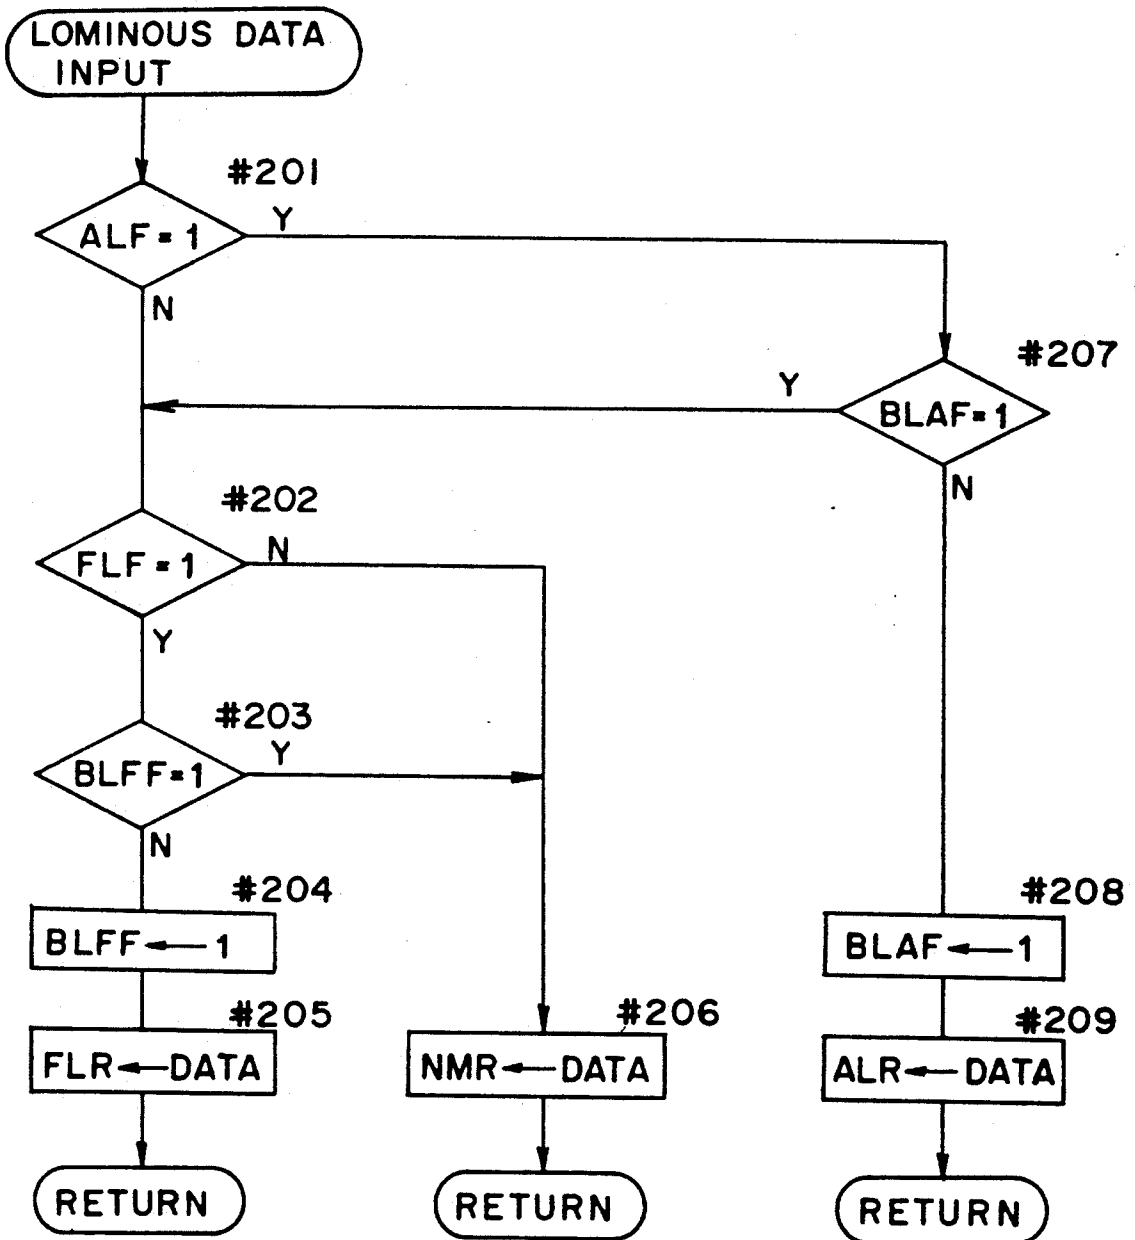 LOMINOUS DATA
INPUT
#201
ALF=1
Y
N
#207
BLAF=1
Y
N
#202
FLF=1
N
Y
#203
BLFF=1
Y
N
#204
BLFF←1
#205
FLR←DATA
RETURN
#206
NMR←DATA
RETURN
#208
BLAF←1
#209
ALR←DATA
RETURN